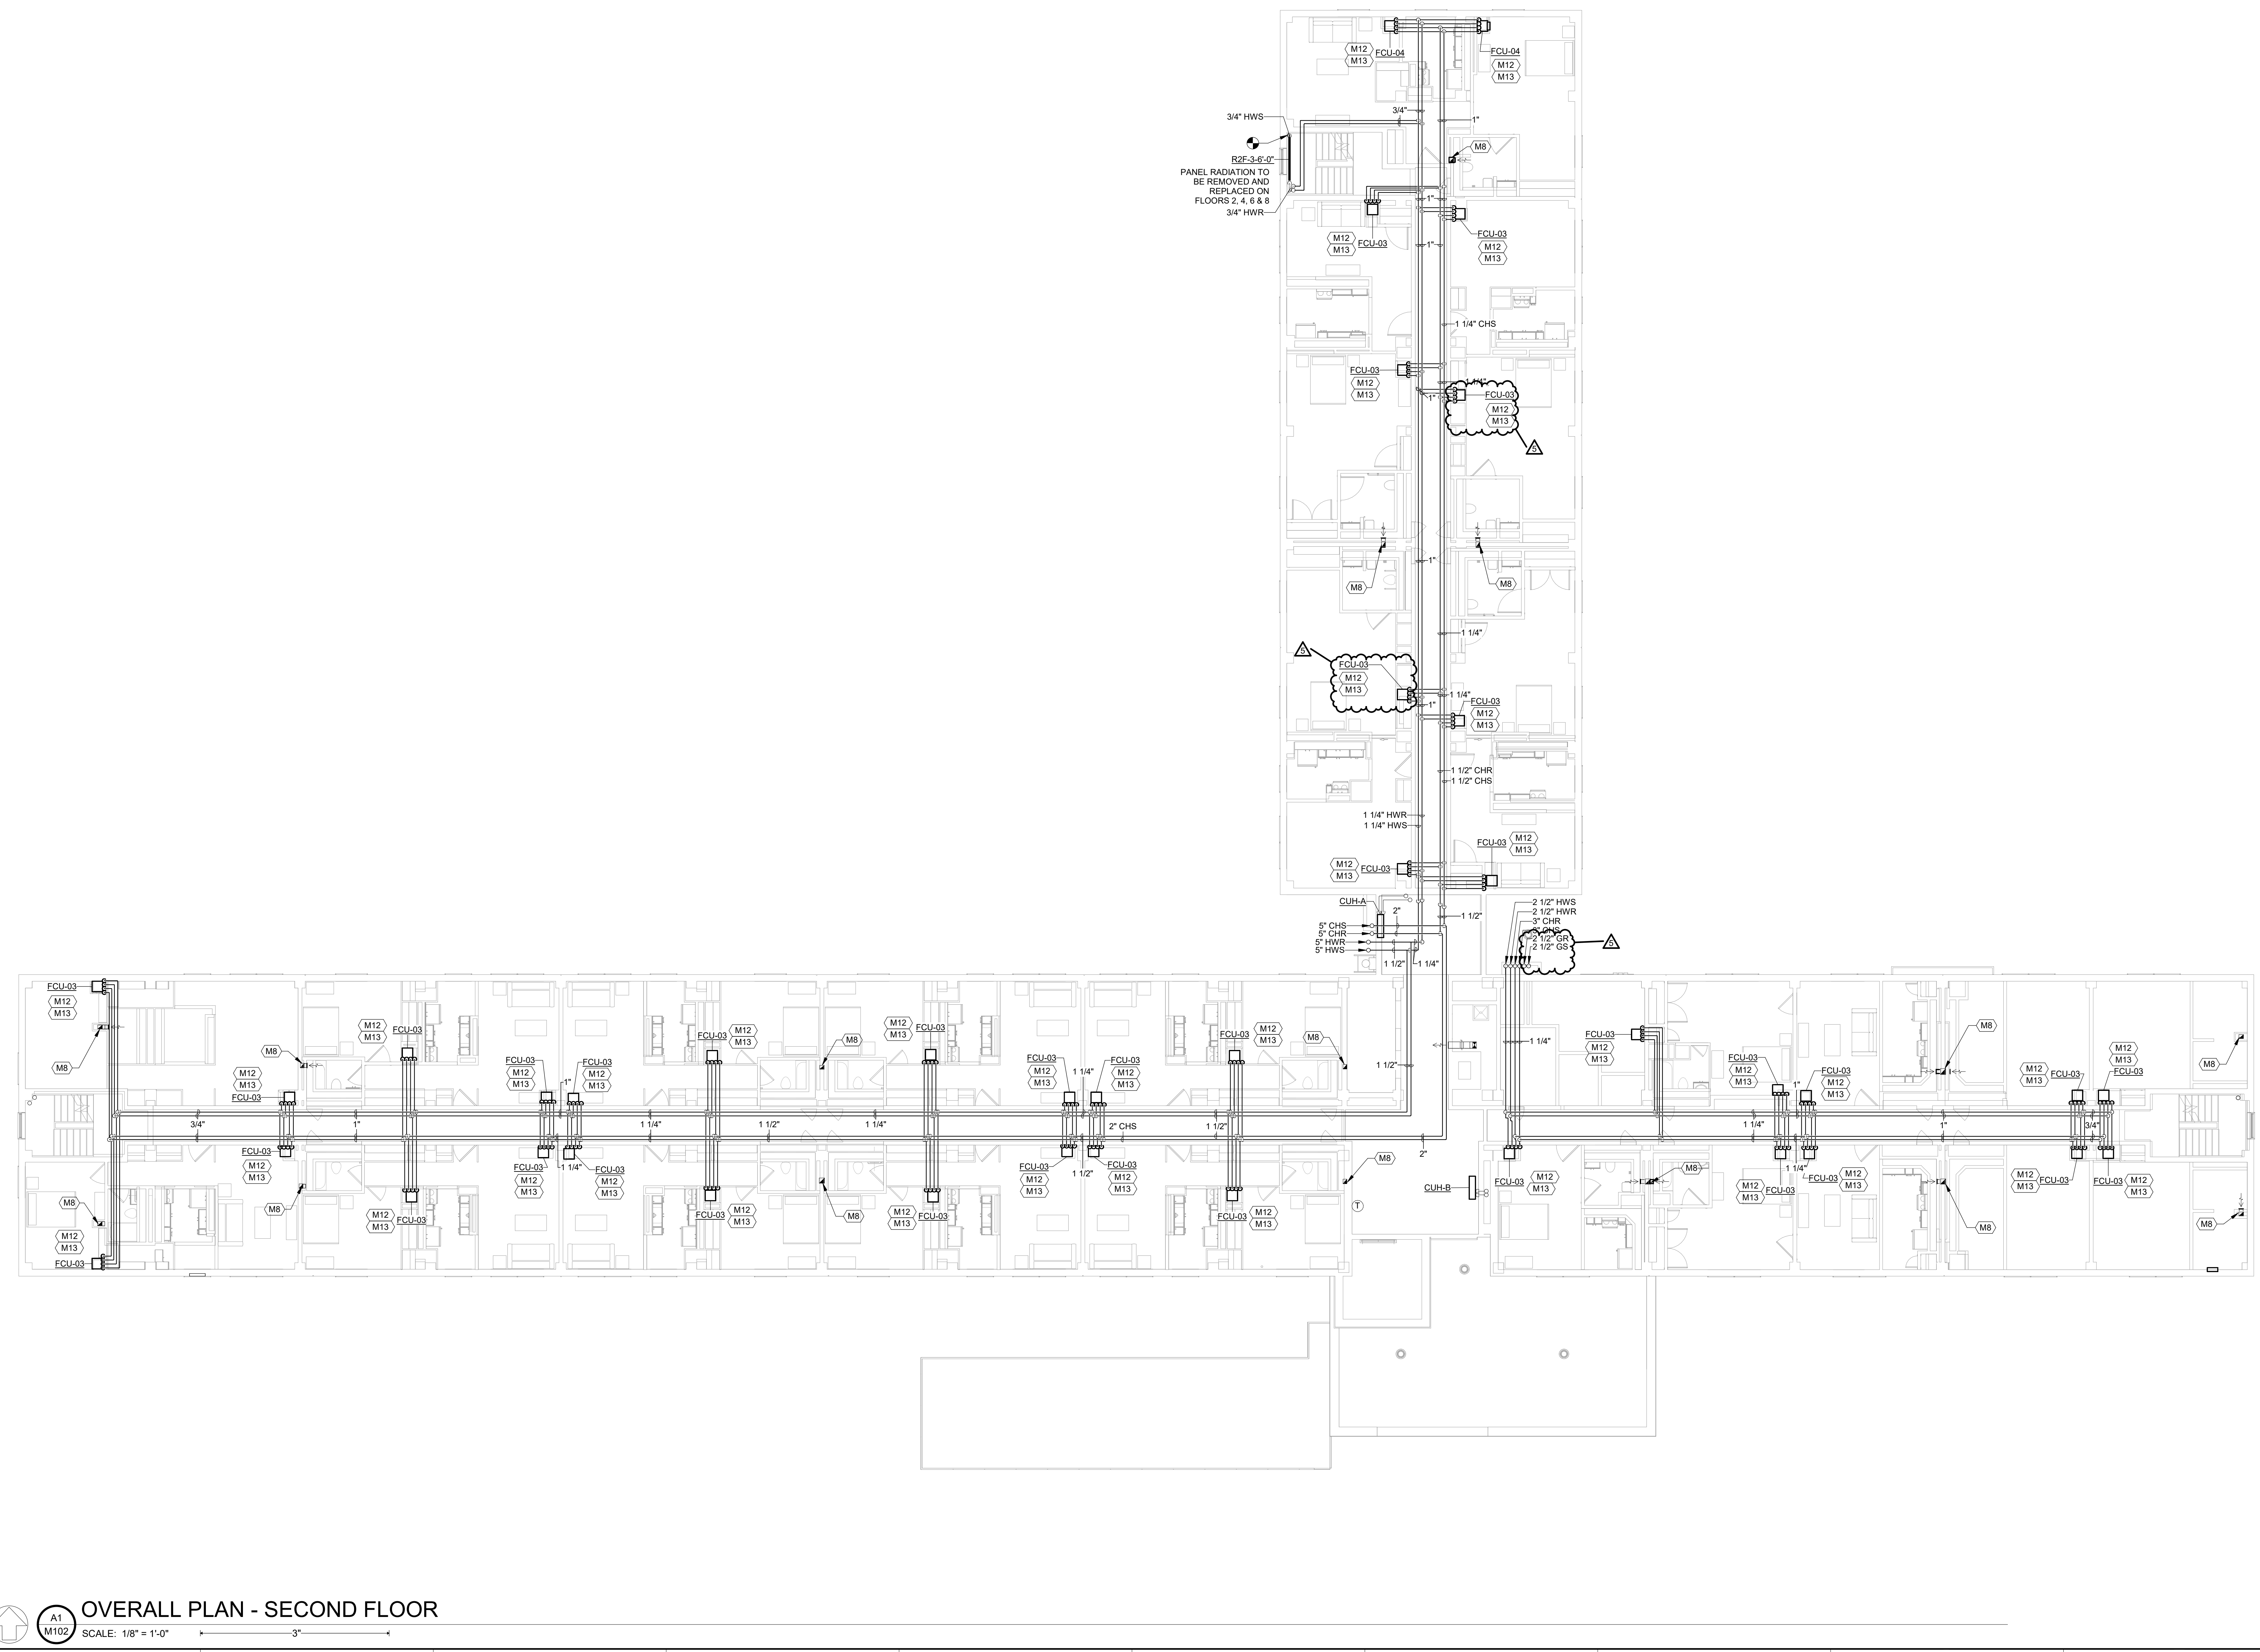 M12
M13
FCU-04
FCU-04
M12
M13
3/4"
1"
3/4" HWS
M8
R2F-3-6'-0"
PANEL RADIATION TO
BE REMOVED AND
REPLACED ON
FLOORS 2, 4, 6 & 8
3/4" HWR
1"
M12
M13
FCU-03
1"
FCU-03
M12
M13
1 1/4" CHS
FCU-03
M12
M13
1 1/4"
1"
FCU-03
M12
M13
5
1"
M8
M8
1 1/4"
5
FCU-03
M12
M13
1 1/4"
1"
FCU-03
M12
M13
1 1/2" CHR
1 1/2" CHS
1 1/4" HWR
1 1/4" HWS
FCU-03
M12
M13
M12
M13
FCU-03
CUH-A
2"
1 1/2"
5" CHS
5" CHR
5" HWR
5" HWS
1 1/2"
1 1/4"
2 1/2" HWS
2 1/2" HWR
3" CHR
3" CHS
2 1/2" GR
2 1/2" GS
5
FCU-03
M12
M13
M8
M8
M12
M13
FCU-03
M12
M13
FCU-03
FCU-03
M12
M13
1"
FCU-03
M12
M13
FCU-03
M12
M13
M8
M12
M13
FCU-03
FCU-03
M12
M13
1 1/4"
FCU-03
M12
M13
FCU-03
M12
M13
M8
1 1/2"
1 1/4"
FCU-03
M12
M13
FCU-03
M12
M13
1"
FCU-03
M12
M13
M8
M12
M13
FCU-03
M12
M13
FCU-03
M8
3/4"
1"
1 1/4"
1 1/2"
1 1/4"
2" CHS
1 1/2"
2"
1 1/4"
1"
3/4"
FCU-03
M12
M13
M8
M8
M12
M13
FCU-03
M12
M13
FCU-03
FCU-03
M12
M13
1 1/4"
FCU-03
M12
M13
FCU-03
M12
M13
M8
M12
M13
FCU-03
FCU-03
M12
M13
1 1/2"
FCU-03
M12
M13
FCU-03
M12
M13
M8
T
CUH-B
FCU-03
M12
M13
M8
M12
M13
FCU-03
1 1/4"
FCU-03
M12
M13
M8
M12
M13
FCU-03
FCU-03
M12
M13
M8
A1
M102
OVERALL PLAN - SECOND FLOOR
SCALE: 1/8" = 1'-0"
3"